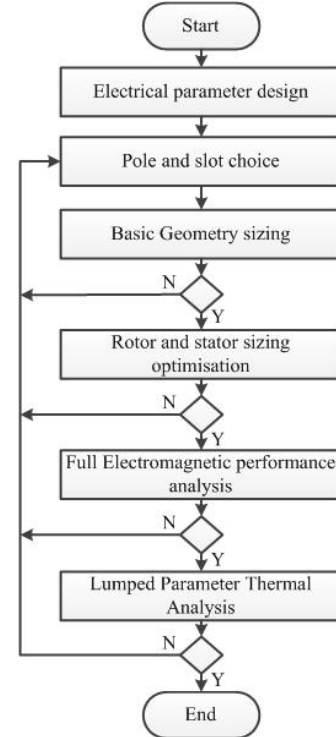 Start
Electrical parameter design
Pole and slot choice
Basic Geometry sizing
N
Y
Rotor and stator sizing
optimisation
N
Y
Full Electromagnetic performance
analysis
N
Y
Lumped Parameter Thermal
Analysis
N
Y
End